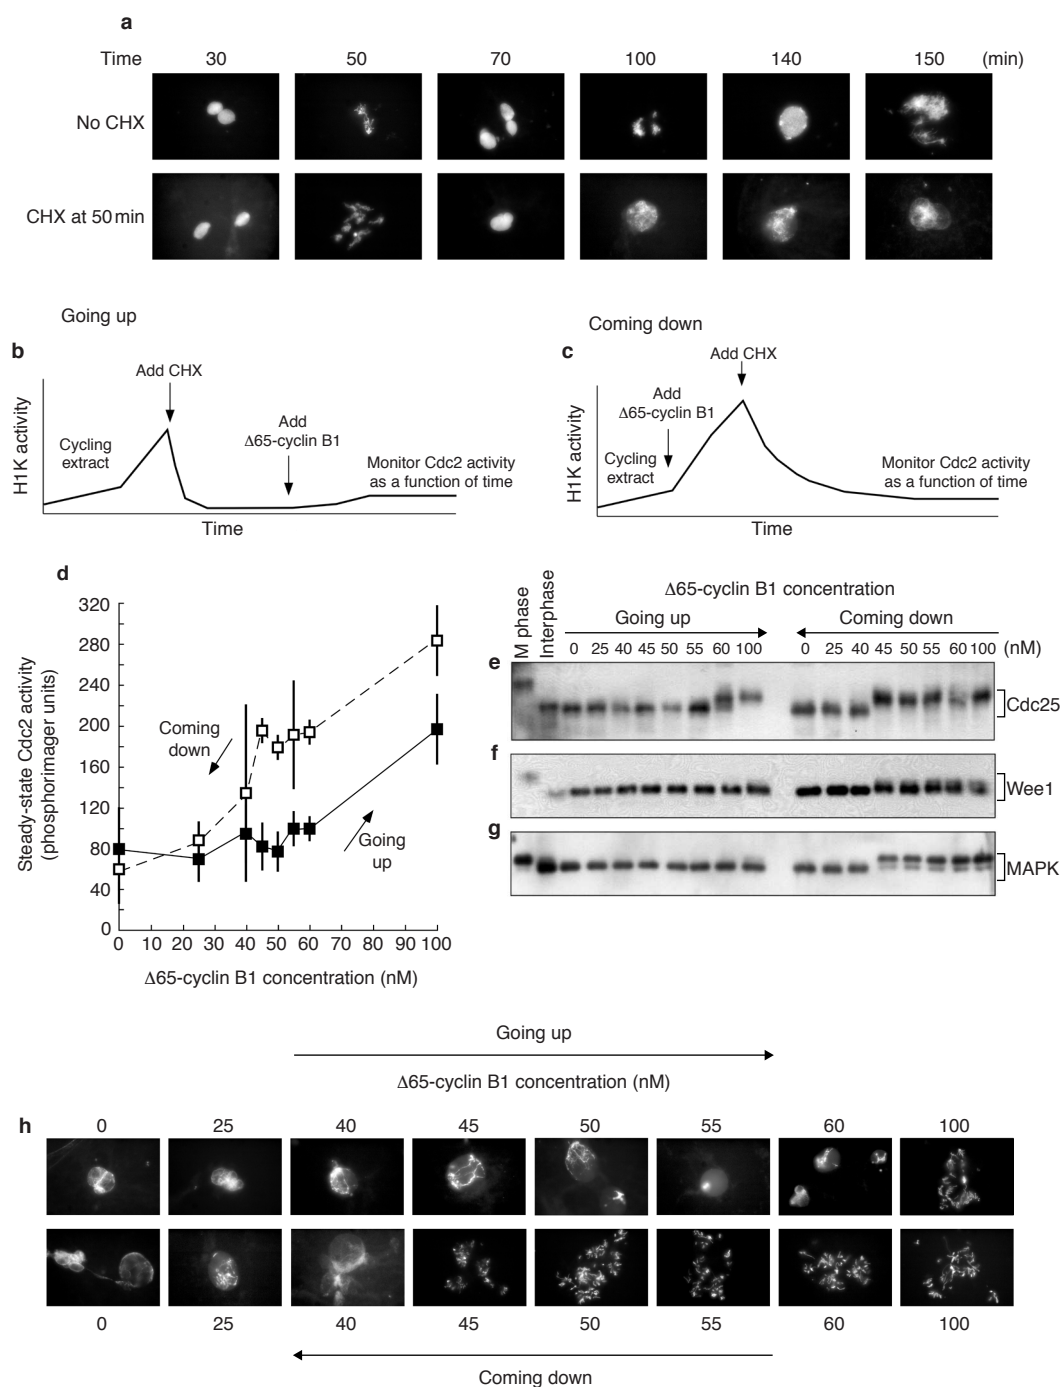 a
Time 30 50 70 100 140 150 (min)
No CHX
CHX at 50 min
Going up
b
Add CHX
H1K activity
Cycling
extract
Add
Δ65-cyclin B1
Monitor Cdc2 activity
as a function of time
Time
Coming down
c
Add CHX
H1K activity
Add
Δ65-cyclin B1
Cycling
extract
Monitor Cdc2 activity
as a function of time
Time
d
Steady-state Cdc2 activity
(phosphorimager units)
320
280
240
200
160
120
80
40
0
Coming
down
Going
up
0 10 20 30 40 50 60 70 80 90 100
Δ65-cyclin B1 concentration (nM)
Δ65-cyclin B1 concentration
M phase
Interphase
Going up
Coming down
0 25 40 45 50 55 60 100 0 25 40 45 50 55 60 100 (nM)
e
Cdc25
f
Wee1
g
MAPK
Going up
Δ65-cyclin B1 concentration (nM)
h
0 25 40 45 50 55 60 100
0 25 40 45 50 55 60 100
Coming down